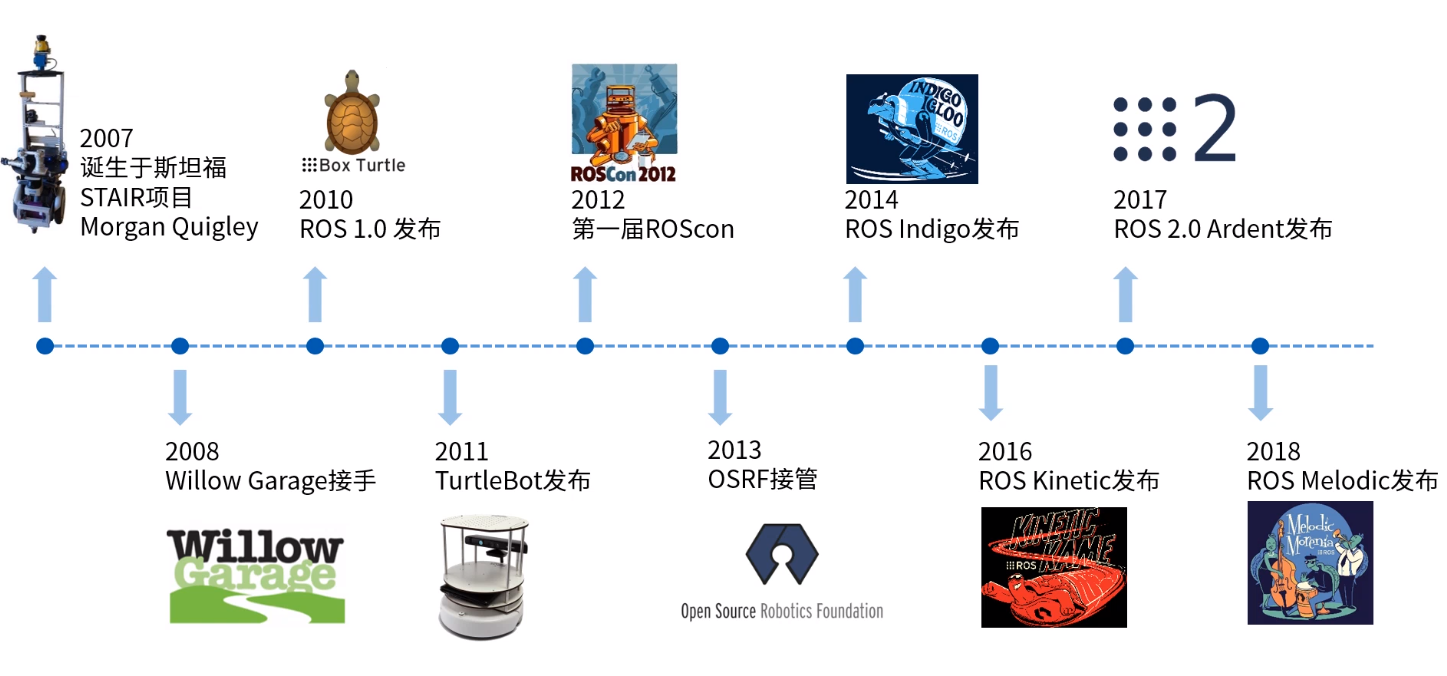 2007
诞生于斯坦福
STAIR项目
Morgan Quigley
Box Turtle
2010
ROS 1.0 发布
ROSCon 2012
2012
第一届ROScon
INDIGO
IGLOO
ROS
2014
ROS Indigo发布
2
2017
ROS 2.0 Ardent发布
2008
Willow Garage接手
Willow
Garage
2011
TurtleBot发布
2013
OSRF接管
Open Source Robotics Foundation
2016
ROS Kinetic发布
KINETIC
KAME
ROS
2018
ROS Melodic发布
Melodic
Morenia
ROS